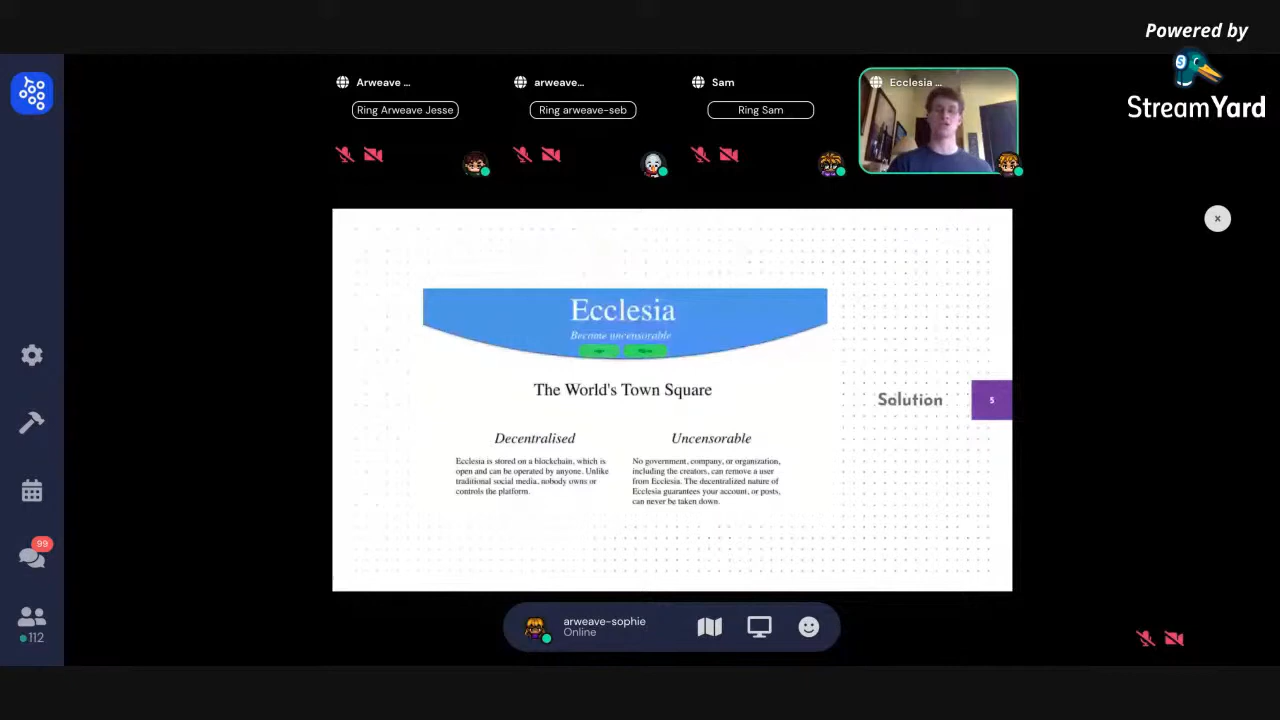 Powered by
StreamYard
Arweave ...
Ring Arweave Jesse
arweave...
Ring arweave-seb
Sam
Ring Sam
Ecclesia ...
Ecclesia
Become uncensorable
The World's Town Square
Decentralised
Ecclesia is stored on a blockchain, which is
open and can be operated by anyone. Unlike
traditional social media, nobody owns or
controls the platform.
Uncensorable
No government, company, or organization,
including the creators, can remove a user
from Ecclesia. The decentralized nature of
Ecclesia guarantees your account, or posts,
can never be taken down.
Solution
5
99
112
arweave-sophie
Online